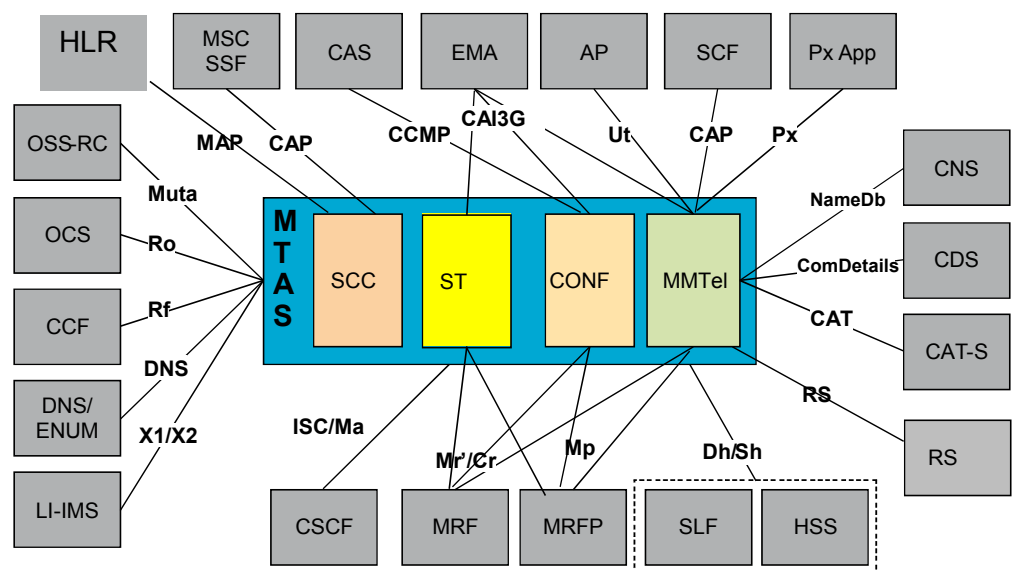 HLR
MSC
SSF
CAS
EMA
AP
SCF
Px App
OSS-RC
MAP
CAP
CCMP
CAI3G
Ut
CAP
Px
CNS
Muta
NameDb
OCS
Ro
M
T
A
S
SCC
ST
CONF
MMTel
ComDetails
CDS
CCF
Rf
CAT
CAT-S
DNS
DNS/
ENUM
X1/X2
ISC/Ma
Mr'/Cr
Mp
Dh/Sh
RS
RS
LI-IMS
CSCF
MRF
MRFP
SLF
HSS